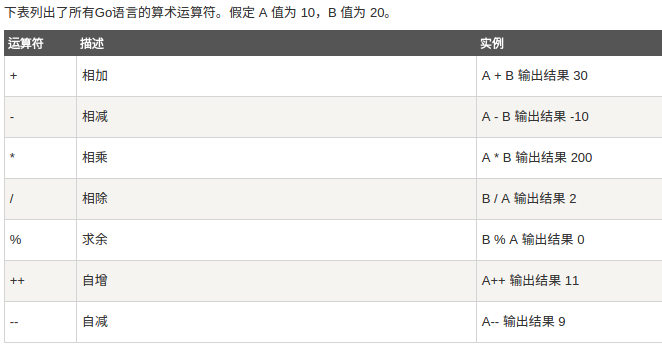 下表列出了所有Go语言的算术运算符。假定 A 值为 10，B 值为 20。
运算符 描述 实例
+ 相加 A + B 输出结果 30
- 相减 A - B 输出结果 -10
* 相乘 A * B 输出结果 200
/ 相除 B / A 输出结果 2
% 求余 B % A 输出结果 0
++ 自增 A++ 输出结果 11
-- 自减 A-- 输出结果 9